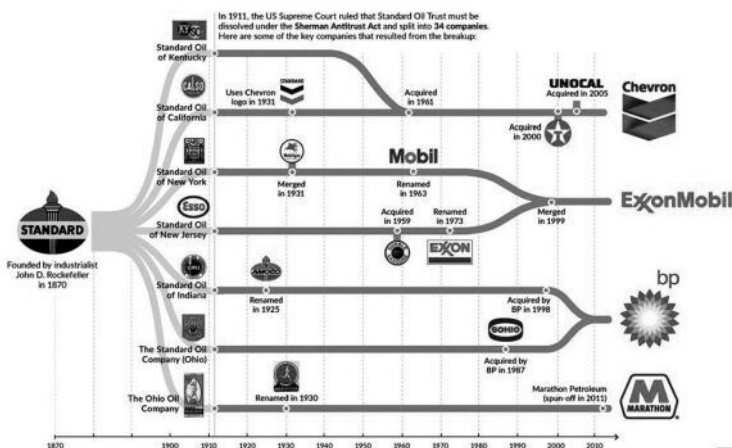 In 1911, the US Supreme Court ruled that Standard Oil Trust must be
dissolved under the Sherman Antitrust Act and split into 34 companies.
Here are some of the key companies that resulted from the breakup:
Standard Oil
of Kentucky
CALSO
Standard Oil
of California
Uses Chevron
logo in 1931
STANDARD
Acquired
in 1961
UNOCAL
Acquired in 2005
Acquired
in 2000
Chevron
Standard Oil
of New York
Merged
in 1931
Mobil
Renamed
in 1963
Esso
Standard Oil
of New Jersey
Acquired
in 1959
Renamed
in 1973
EXXON
Merged
in 1999
ExxonMobil
STANDARD
Founded by industrialist
John D. Rockefeller
in 1870
Standard Oil
of Indiana
AMOCO
Renamed
in 1925
Acquired by
BP in 1998
bp
The Standard Oil
Company (Ohio)
SOHIO
Acquired by
BP in 1987
The Ohio Oil
Company
Renamed in 1930
Marathon Petroleum
(spun-off in 2011)
M
MARATHON
1870 1900 1910 1920 1930 1940 1950 1960 1970 1980 1990 2000 2010